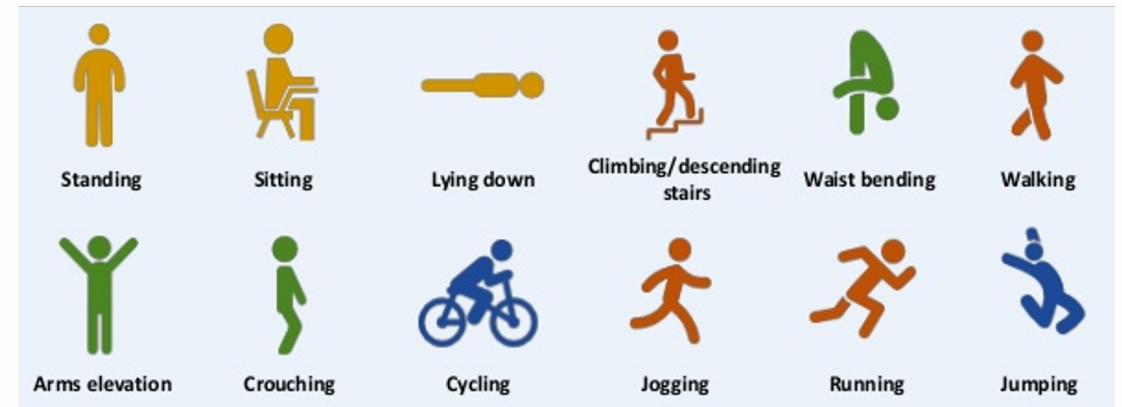 Standing
Sitting
Lying down
Climbing/descending
stairs
Waist bending
Walking
Arms elevation
Crouching
Cycling
Jogging
Running
Jumping